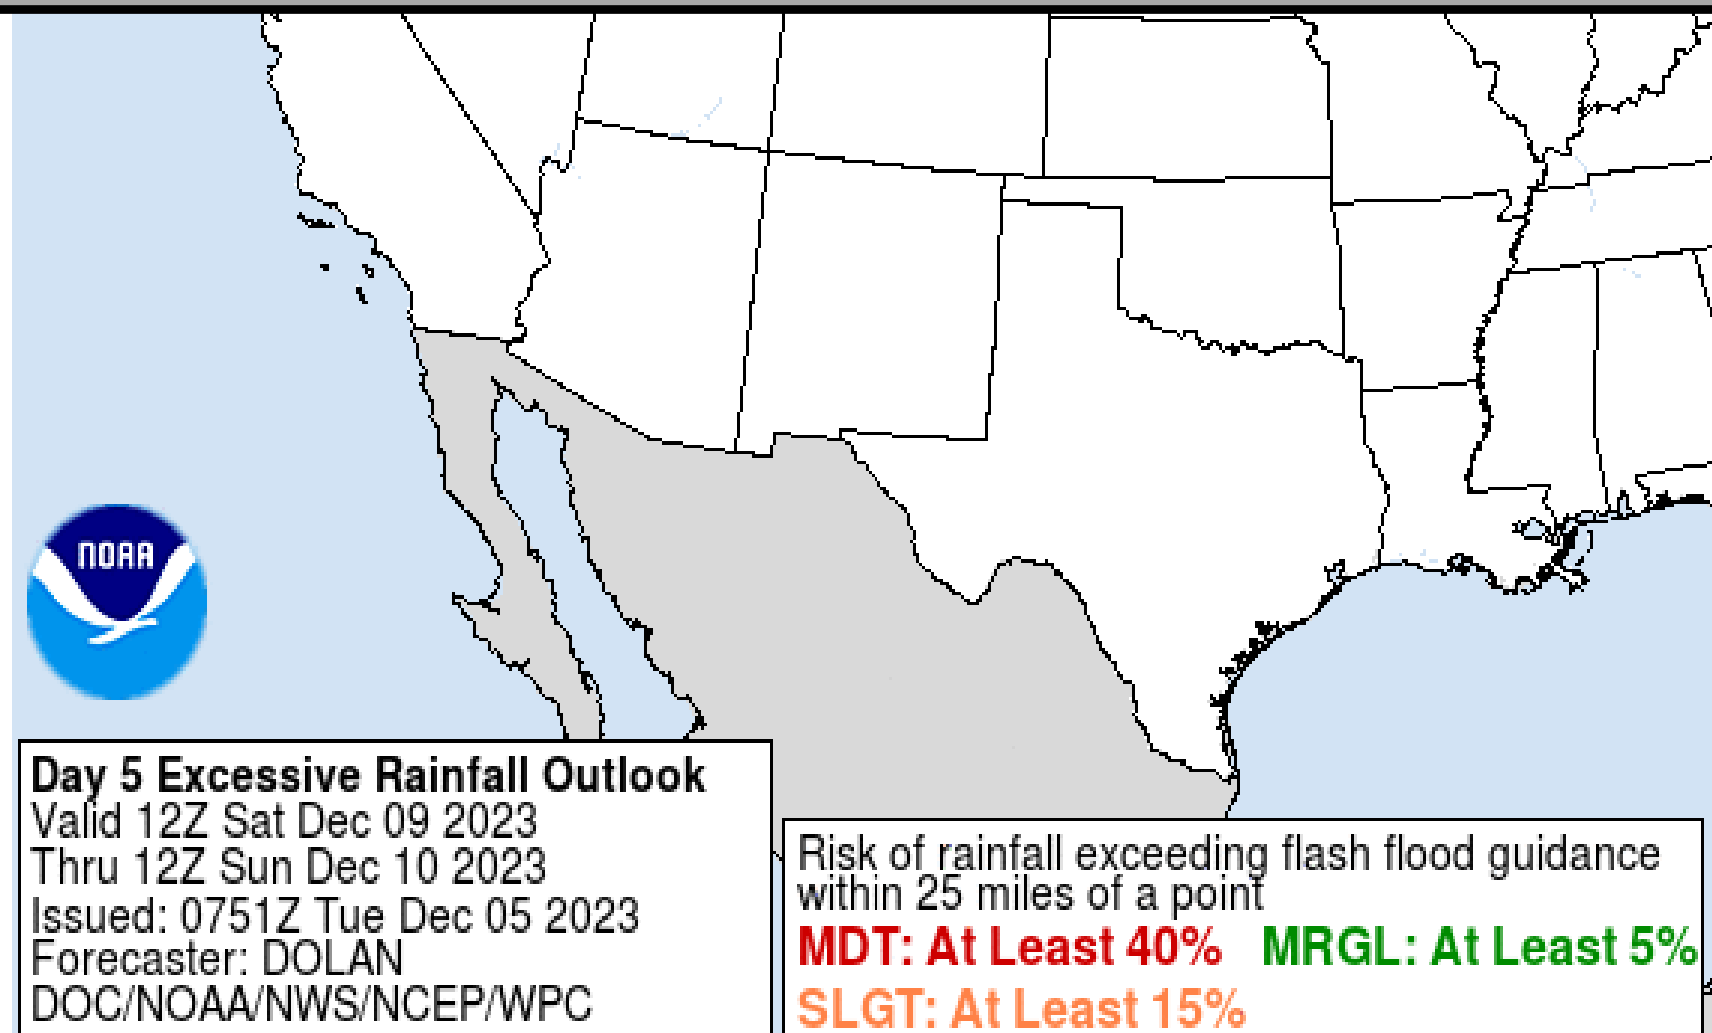 NOAA
Day 5 Excessive Rainfall Outlook
Valid 12Z Sat Dec 09 2023
Thru 12Z Sun Dec 10 2023
Issued: 0751Z Tue Dec 05 2023
Forecaster: DOLAN
DOC/NOAA/NWS/NCEP/WPC
Risk of rainfall exceeding flash flood guidance
within 25 miles of a point
MDT: At Least 40% MRGL: At Least 5%
SLGT: At Least 15%